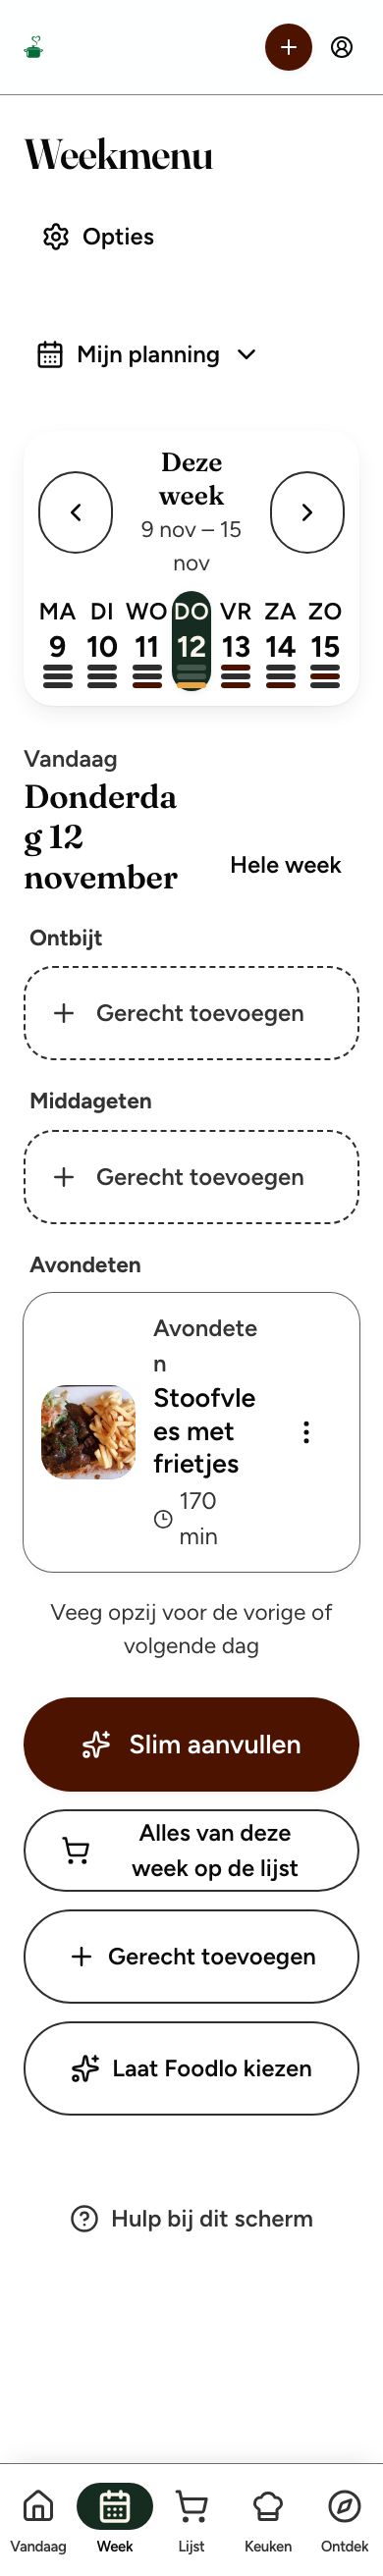 Weekmenu
Opties
Mijn planning
Deze
week
9 nov – 15
nov
MA DI WO DO VR ZA ZO
9 10 11 12 13 14 15
Vandaag
Donderda
g 12
november
Hele week
Ontbijt
Gerecht toevoegen
Middageten
Gerecht toevoegen
Avondeten
Avondete
n
Stoofvle
es met
frietjes
170
min
Veeg opzij voor de vorige of
volgende dag
Slim aanvullen
Alles van deze
week op de lijst
Gerecht toevoegen
Laat Foodlo kiezen
Hulp bij dit scherm
Vandaag Week Lijst Keuken Ontdek